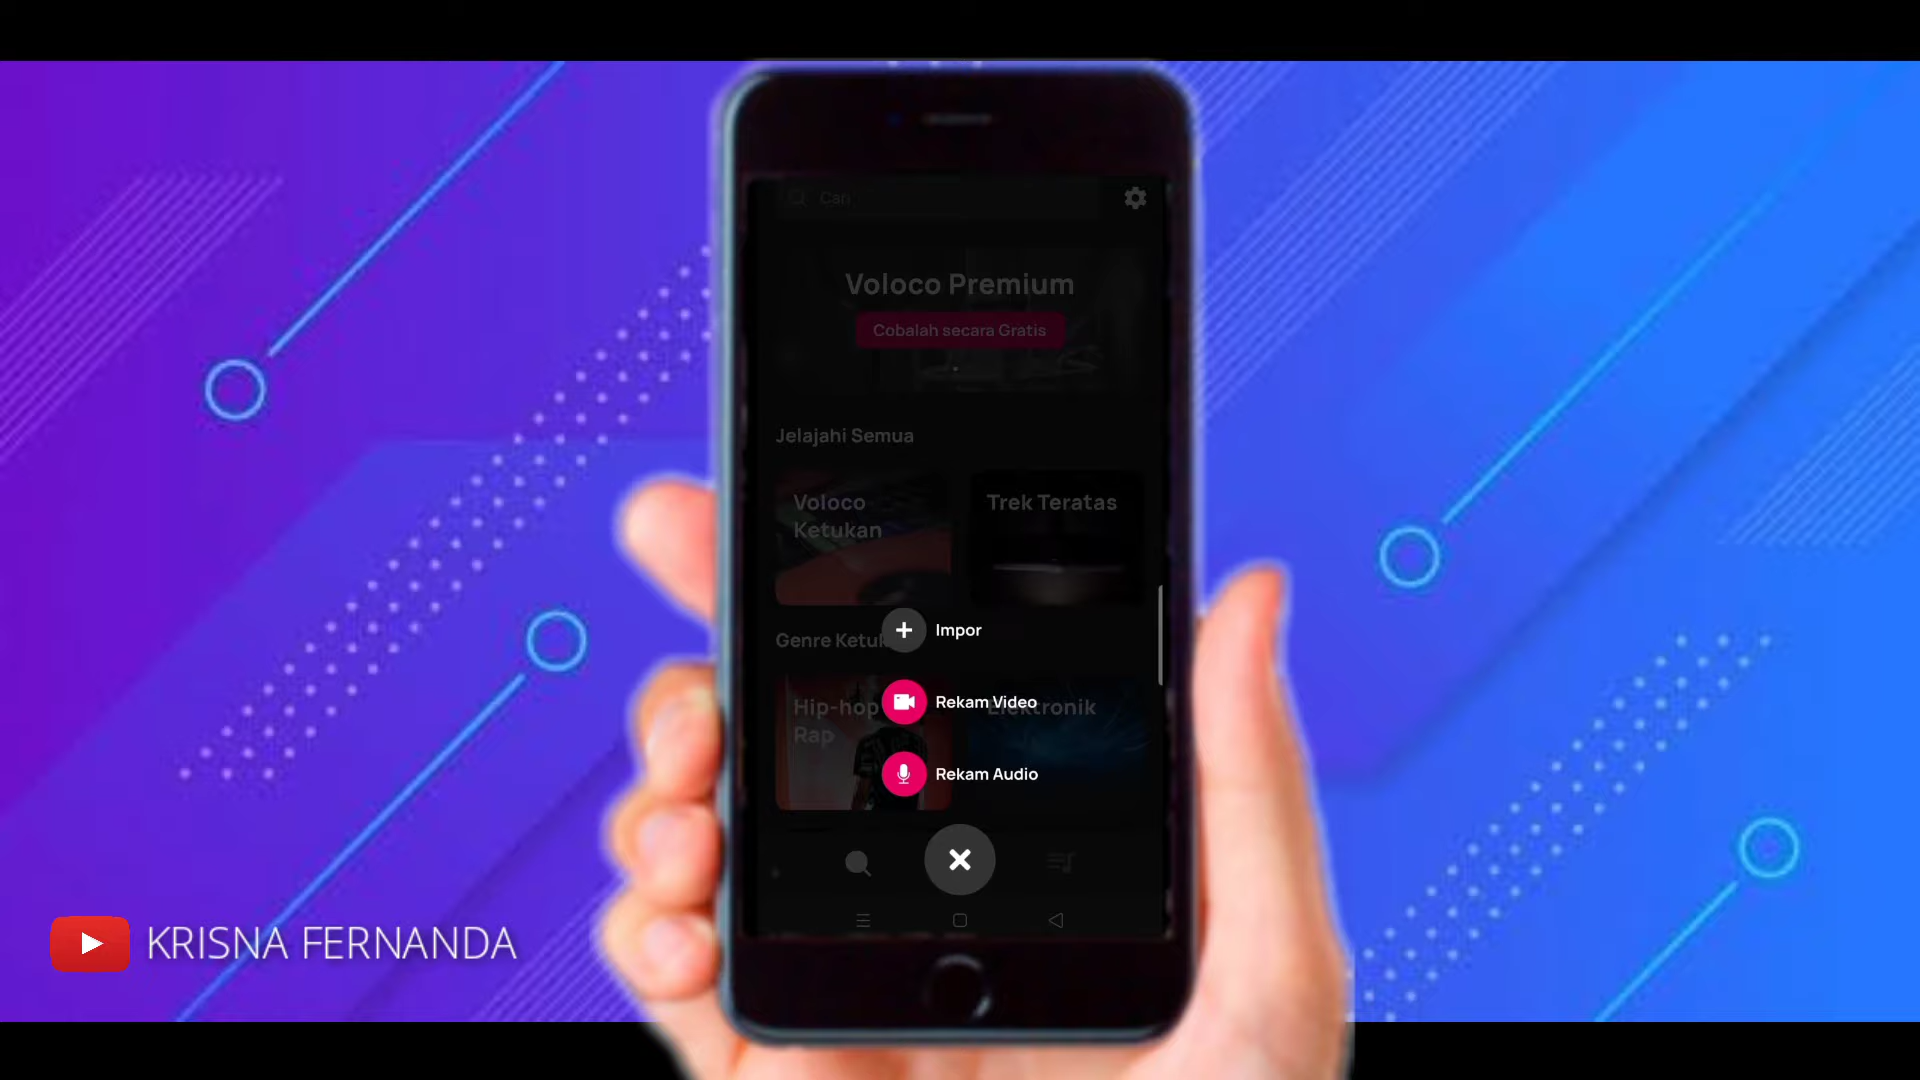 Cari
Voloco Premium
Cobalah secara Gratis
Jelajahi Semua
Voloco
Ketukan
Trek Teratas
Impor
Genre
Rekam Video
Hip-hop
Rap
Elektronik
Rekam Audio
KRISNA FERNANDA